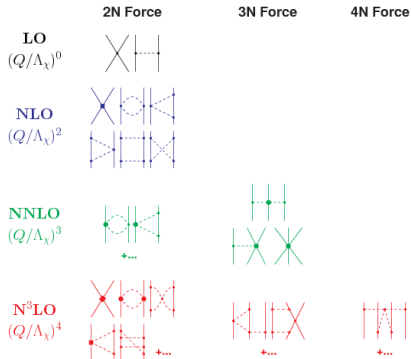 2N Force 3N Force 4N Force
LO
(Q/Λχ)⁰
NLO
(Q/Λχ)²
NNLO
(Q/Λχ)³
+...
N³LO
(Q/Λχ)⁴
+... +... +...